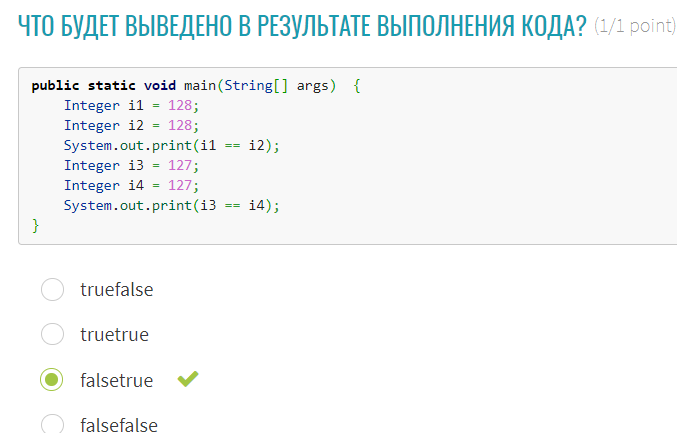 ЧТО БУДЕТ ВЫВЕДЕНО В РЕЗУЛЬТАТЕ ВЫПОЛНЕНИЯ КОДА? (1/1 point)
public static void main(String[] args)  {
    Integer i1 = 128;
    Integer i2 = 128;
    System.out.print(i1 == i2);
    Integer i3 = 127;
    Integer i4 = 127;
    System.out.print(i3 == i4);
}
truefalse
truetrue
falsetrue
falsefalse